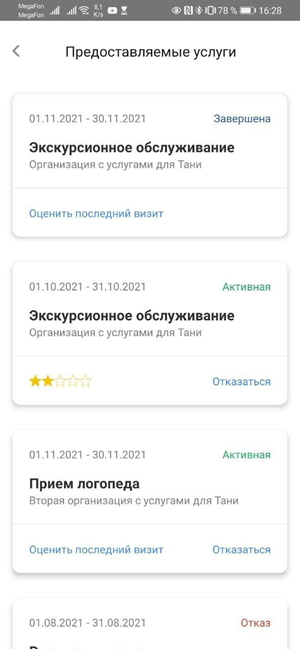 MegaFon
MegaFon
8,1
K/s
78 %
16:28
Предоставляемые услуги
01.11.2021 - 30.11.2021
Завершена
Экскурсионное обслуживание
Организация с услугами для Тани
Оценить последний визит
01.10.2021 - 31.10.2021
Активная
Экскурсионное обслуживание
Организация с услугами для Тани
Отказаться
01.11.2021 - 30.11.2021
Активная
Прием логопеда
Вторая организация с услугами для Тани
Оценить последний визит
Отказаться
01.08.2021 - 31.08.2021
Отказ